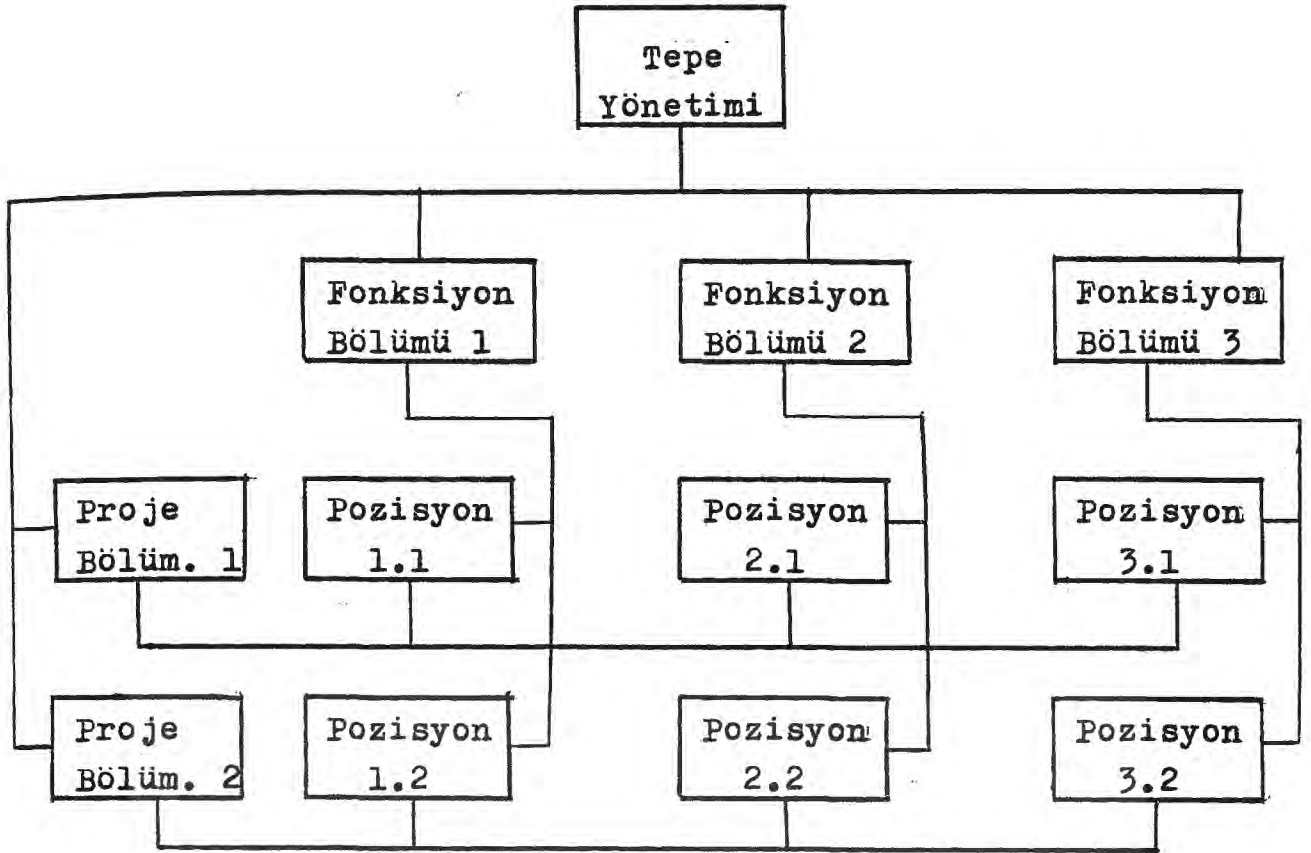 Tepe
Yönetimi
Fonksiyon
Bölümü 1
Fonksiyon
Bölümü 2
Fonksiyon
Bölümü 3
Proje
Bölüm. 1
Pozisyon
1.1
Pozisyon
2.1
Pozisyon
3.1
Proje
Bölüm. 2
Pozisyon
1.2
Pozisyon
2.2
Pozisyon
3.2